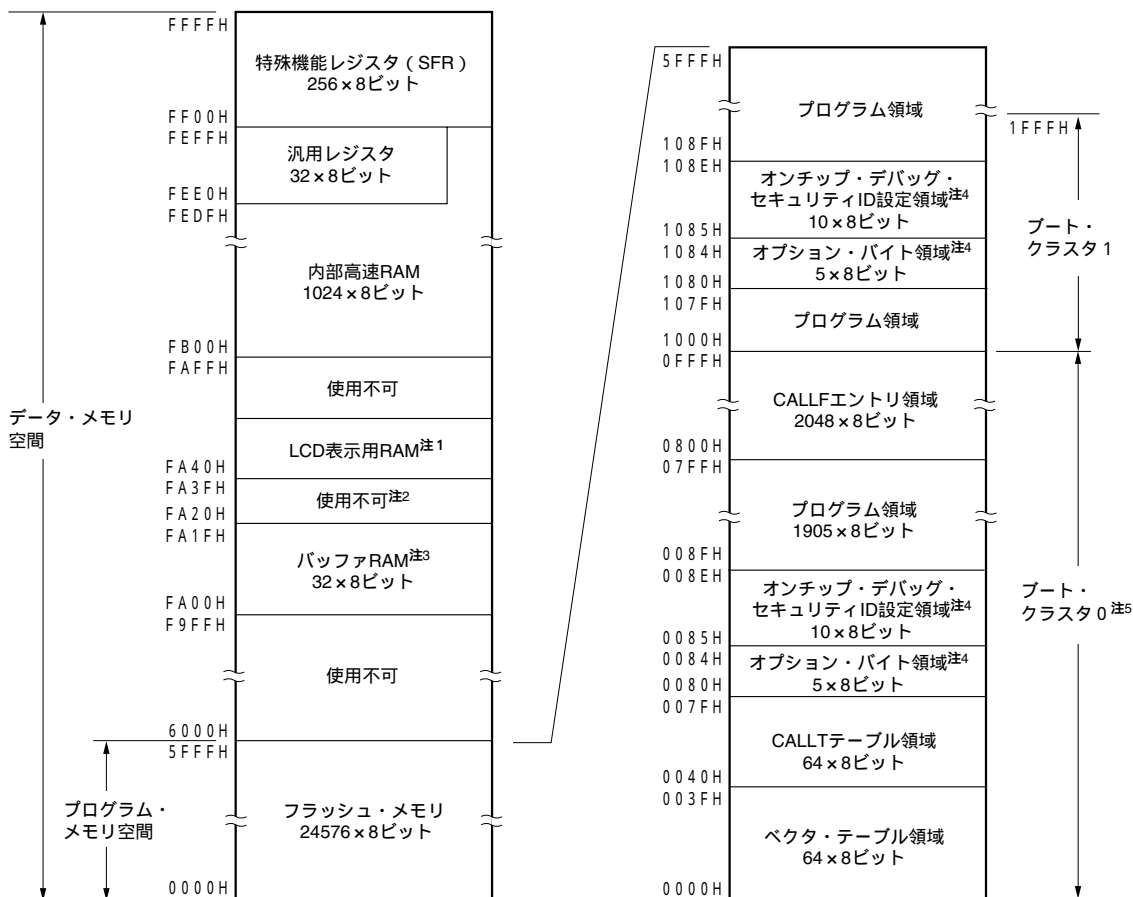 データ・メモリ
空間
プログラム・
メモリ空間
FFFFH
特殊機能レジスタ（SFR）
256×8ビット
FF00H
FEFFH
汎用レジスタ
32×8ビット
FEE0H
FEDFH
内部高速RAM
1024×8ビット
FB00H
FAFFH
使用不可
LCD表示用RAM注1
FA40H
FA3FH
使用不可注2
FA20H
FA1FH
バッファRAM注3
32×8ビット
FA00H
F9FFH
使用不可
6000H
5FFFH
フラッシュ・メモリ
24576×8ビット
0000H
5FFFH
プログラム領域
108FH
108EH
オンチップ・デバッグ・
セキュリティID設定領域注4
10×8ビット
1085H
1084H
オプション・バイト領域注4
5×8ビット
1080H
107FH
プログラム領域
1000H
0FFFH
CALLFエントリ領域
2048×8ビット
0800H
07FFH
プログラム領域
1905×8ビット
008FH
008EH
オンチップ・デバッグ・
セキュリティID設定領域注4
10×8ビット
0085H
0084H
オプション・バイト領域注4
5×8ビット
0080H
007FH
CALLTテーブル領域
64×8ビット
0040H
003FH
ベクタ・テーブル領域
64×8ビット
0000H
1FFFH
ブート・
クラスタ1
ブート・
クラスタ0注5